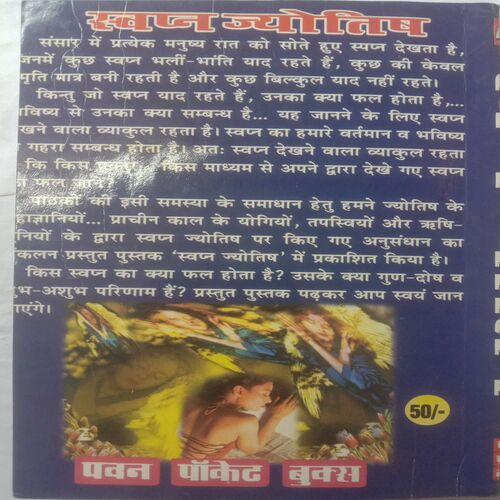 स्वप्न ज्योतिष
संसार में प्रत्येक मनुष्य रात को सोते हुए स्पप्न देखता है,
जनमें कुछ स्वप्न भलीं-भांति याद रहते हैं, कुछ की केवल
मृति मात्र बनी रहती है और कुछ बिल्कुल याद नहीं रहते।
किन्तु जो स्वप्न याद रहते हैं, उनका क्या फल होता है,...
भविष्य से उनका क्या सम्बन्ध है... यह जानने के लिए स्वप्न
खने वाला व्याकुल रहता है। स्वप्न का हमारे वर्तमान व भविष्य
गहरा सम्बन्ध होता है। अतः स्वप्न देखने वाला व्याकुल रहता
कि किस किस माध्यम से अपने द्वारा देखे गए स्वप्न
का फल जाने?
पाठकों की इसी समस्या के समाधान हेतु हमने ज्योतिष के
हाज्ञानियों... प्राचीन काल के योगियों, तपस्वियों और ऋषि-
नियों के द्वारा स्वप्न ज्योतिष पर किए गए अनुसंधान का
कलन प्रस्तुत पुस्तक 'स्वप्न ज्योतिष' में प्रकाशित किया है।
किस स्वप्न का क्या फल होता है? उसके क्या गुण-दोष व
शुभ-अशुभ परिणाम हैं? प्रस्तुत पुस्तक पढ़कर आप स्वयं जान
पाएंगे।
50/-
पवन पॉकेट बुक्स